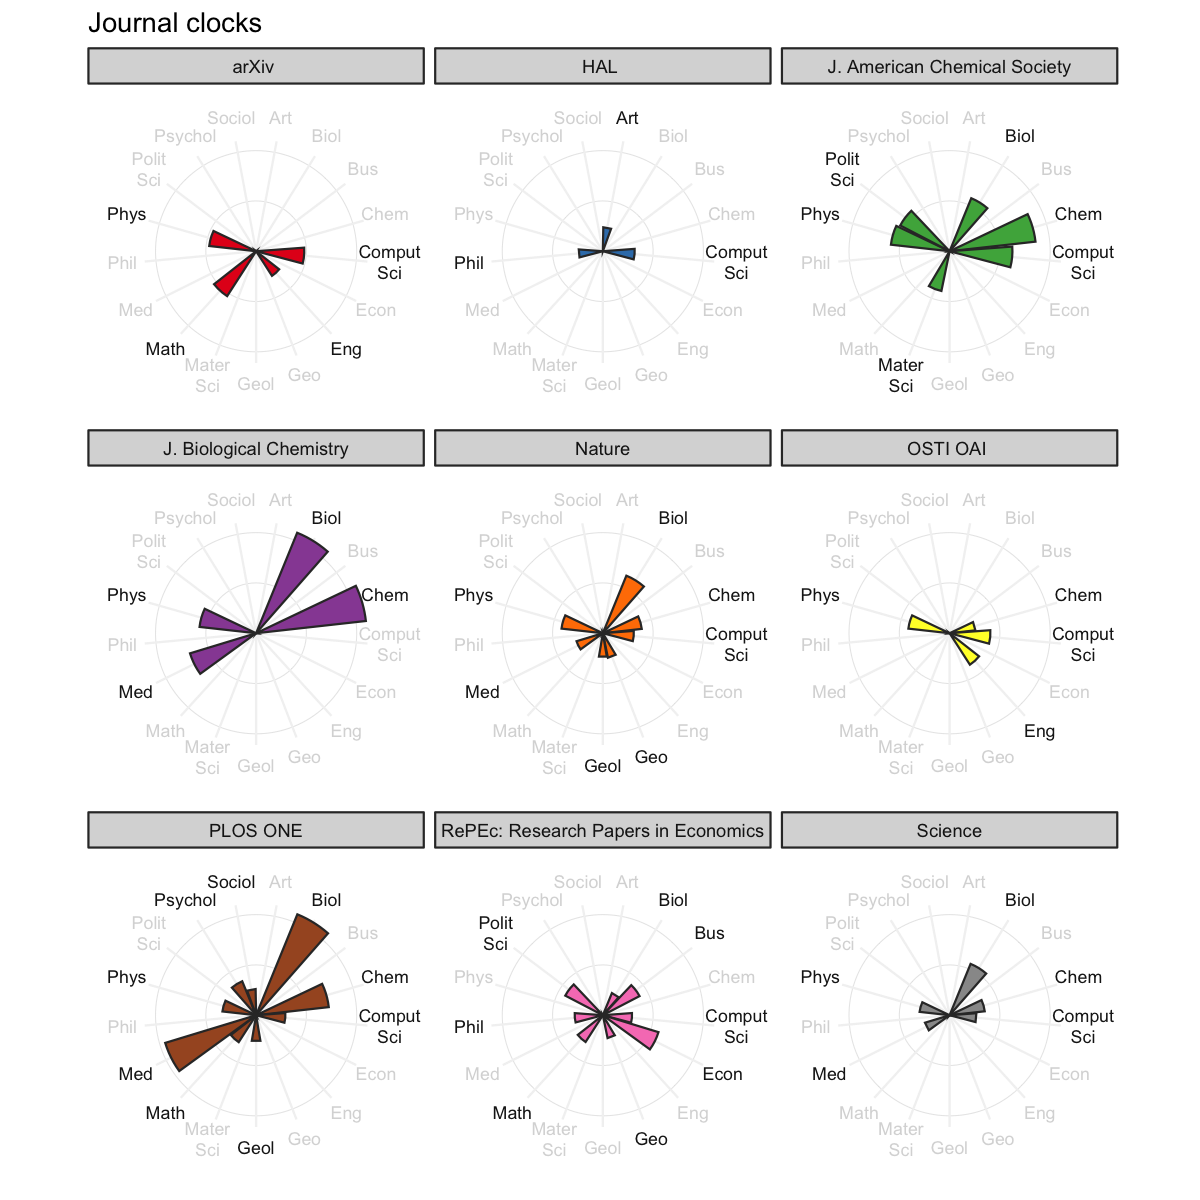 Journal clocks
arXiv
HAL
J. American Chemical Society
Sociol Art
Psychol Biol
Polit
Sci
Bus
Phys Chem
Phil
Comput
Sci
Med Econ
Math Eng
Mater
Sci
Geol Geo
Sociol Art
Psychol Biol
Polit
Sci
Bus
Phys Chem
Phil
Comput
Sci
Med Econ
Math Eng
Mater
Sci
Geol Geo
Sociol Art
Psychol Biol
Polit
Sci
Bus
Phys Chem
Phil
Comput
Sci
Med Econ
Math Eng
Mater
Sci
Geol Geo
J. Biological Chemistry
Nature
OSTI OAI
Sociol Art
Psychol Biol
Polit
Sci
Bus
Phys Chem
Phil
Comput
Sci
Med Econ
Math Eng
Mater
Sci
Geol Geo
Sociol Art
Psychol Biol
Polit
Sci
Bus
Phys Chem
Phil
Comput
Sci
Med Econ
Math Eng
Mater
Sci
Geol Geo
Sociol Art
Psychol Biol
Polit
Sci
Bus
Phys Chem
Phil
Comput
Sci
Med Econ
Math Eng
Mater
Sci
Geol Geo
PLOS ONE
RePEc: Research Papers in Economics
Science
Sociol Art
Psychol Biol
Polit
Sci
Bus
Phys Chem
Phil
Comput
Sci
Med Econ
Math Eng
Mater
Sci
Geol Geo
Sociol Art
Psychol Biol
Polit
Sci
Bus
Phys Chem
Phil
Comput
Sci
Med Econ
Math Eng
Mater
Sci
Geol Geo
Sociol Art
Psychol Biol
Polit
Sci
Bus
Phys Chem
Phil
Comput
Sci
Med Econ
Math Eng
Mater
Sci
Geol Geo